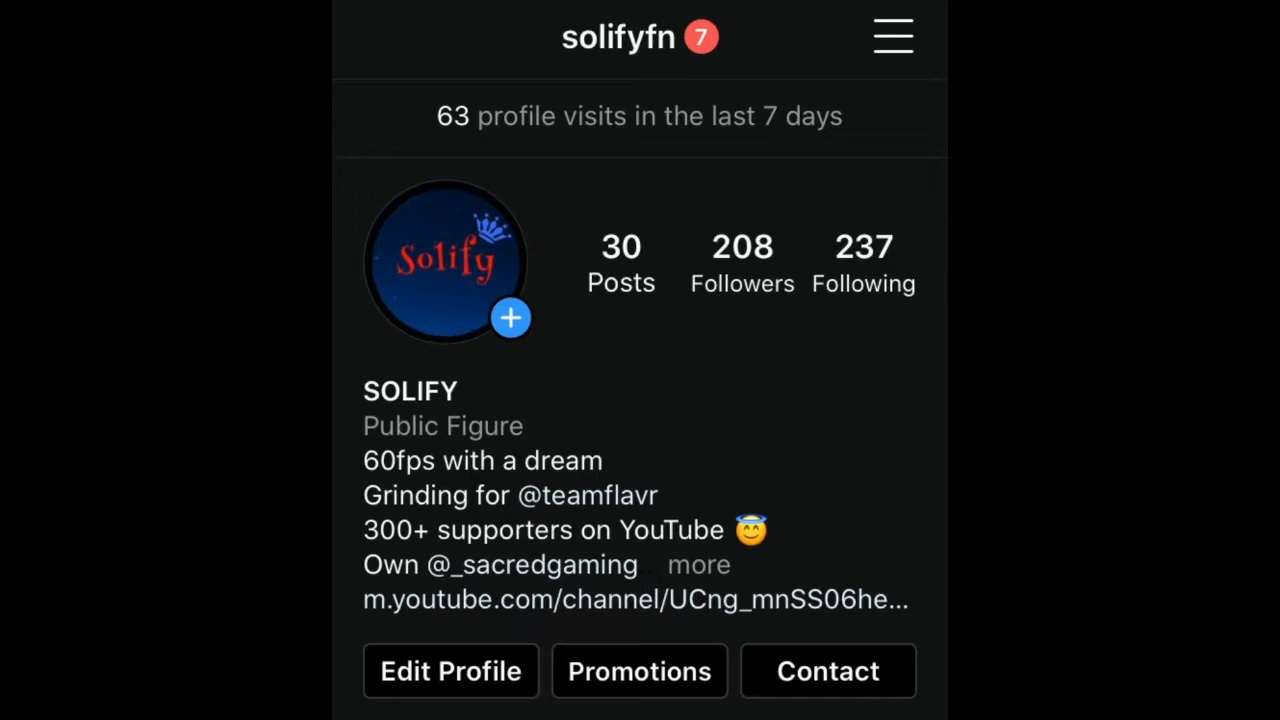 solifyfn 7
63 profile visits in the last 7 days
Solify
30 208 237
Posts Followers Following
SOLIFY
Public Figure
60fps with a dream
Grinding for @teamflavr
300+ supporters on YouTube 😇
Own @_sacredgaming more
m.youtube.com/channel/UCng_mnSS06he...
Edit Profile Promotions Contact